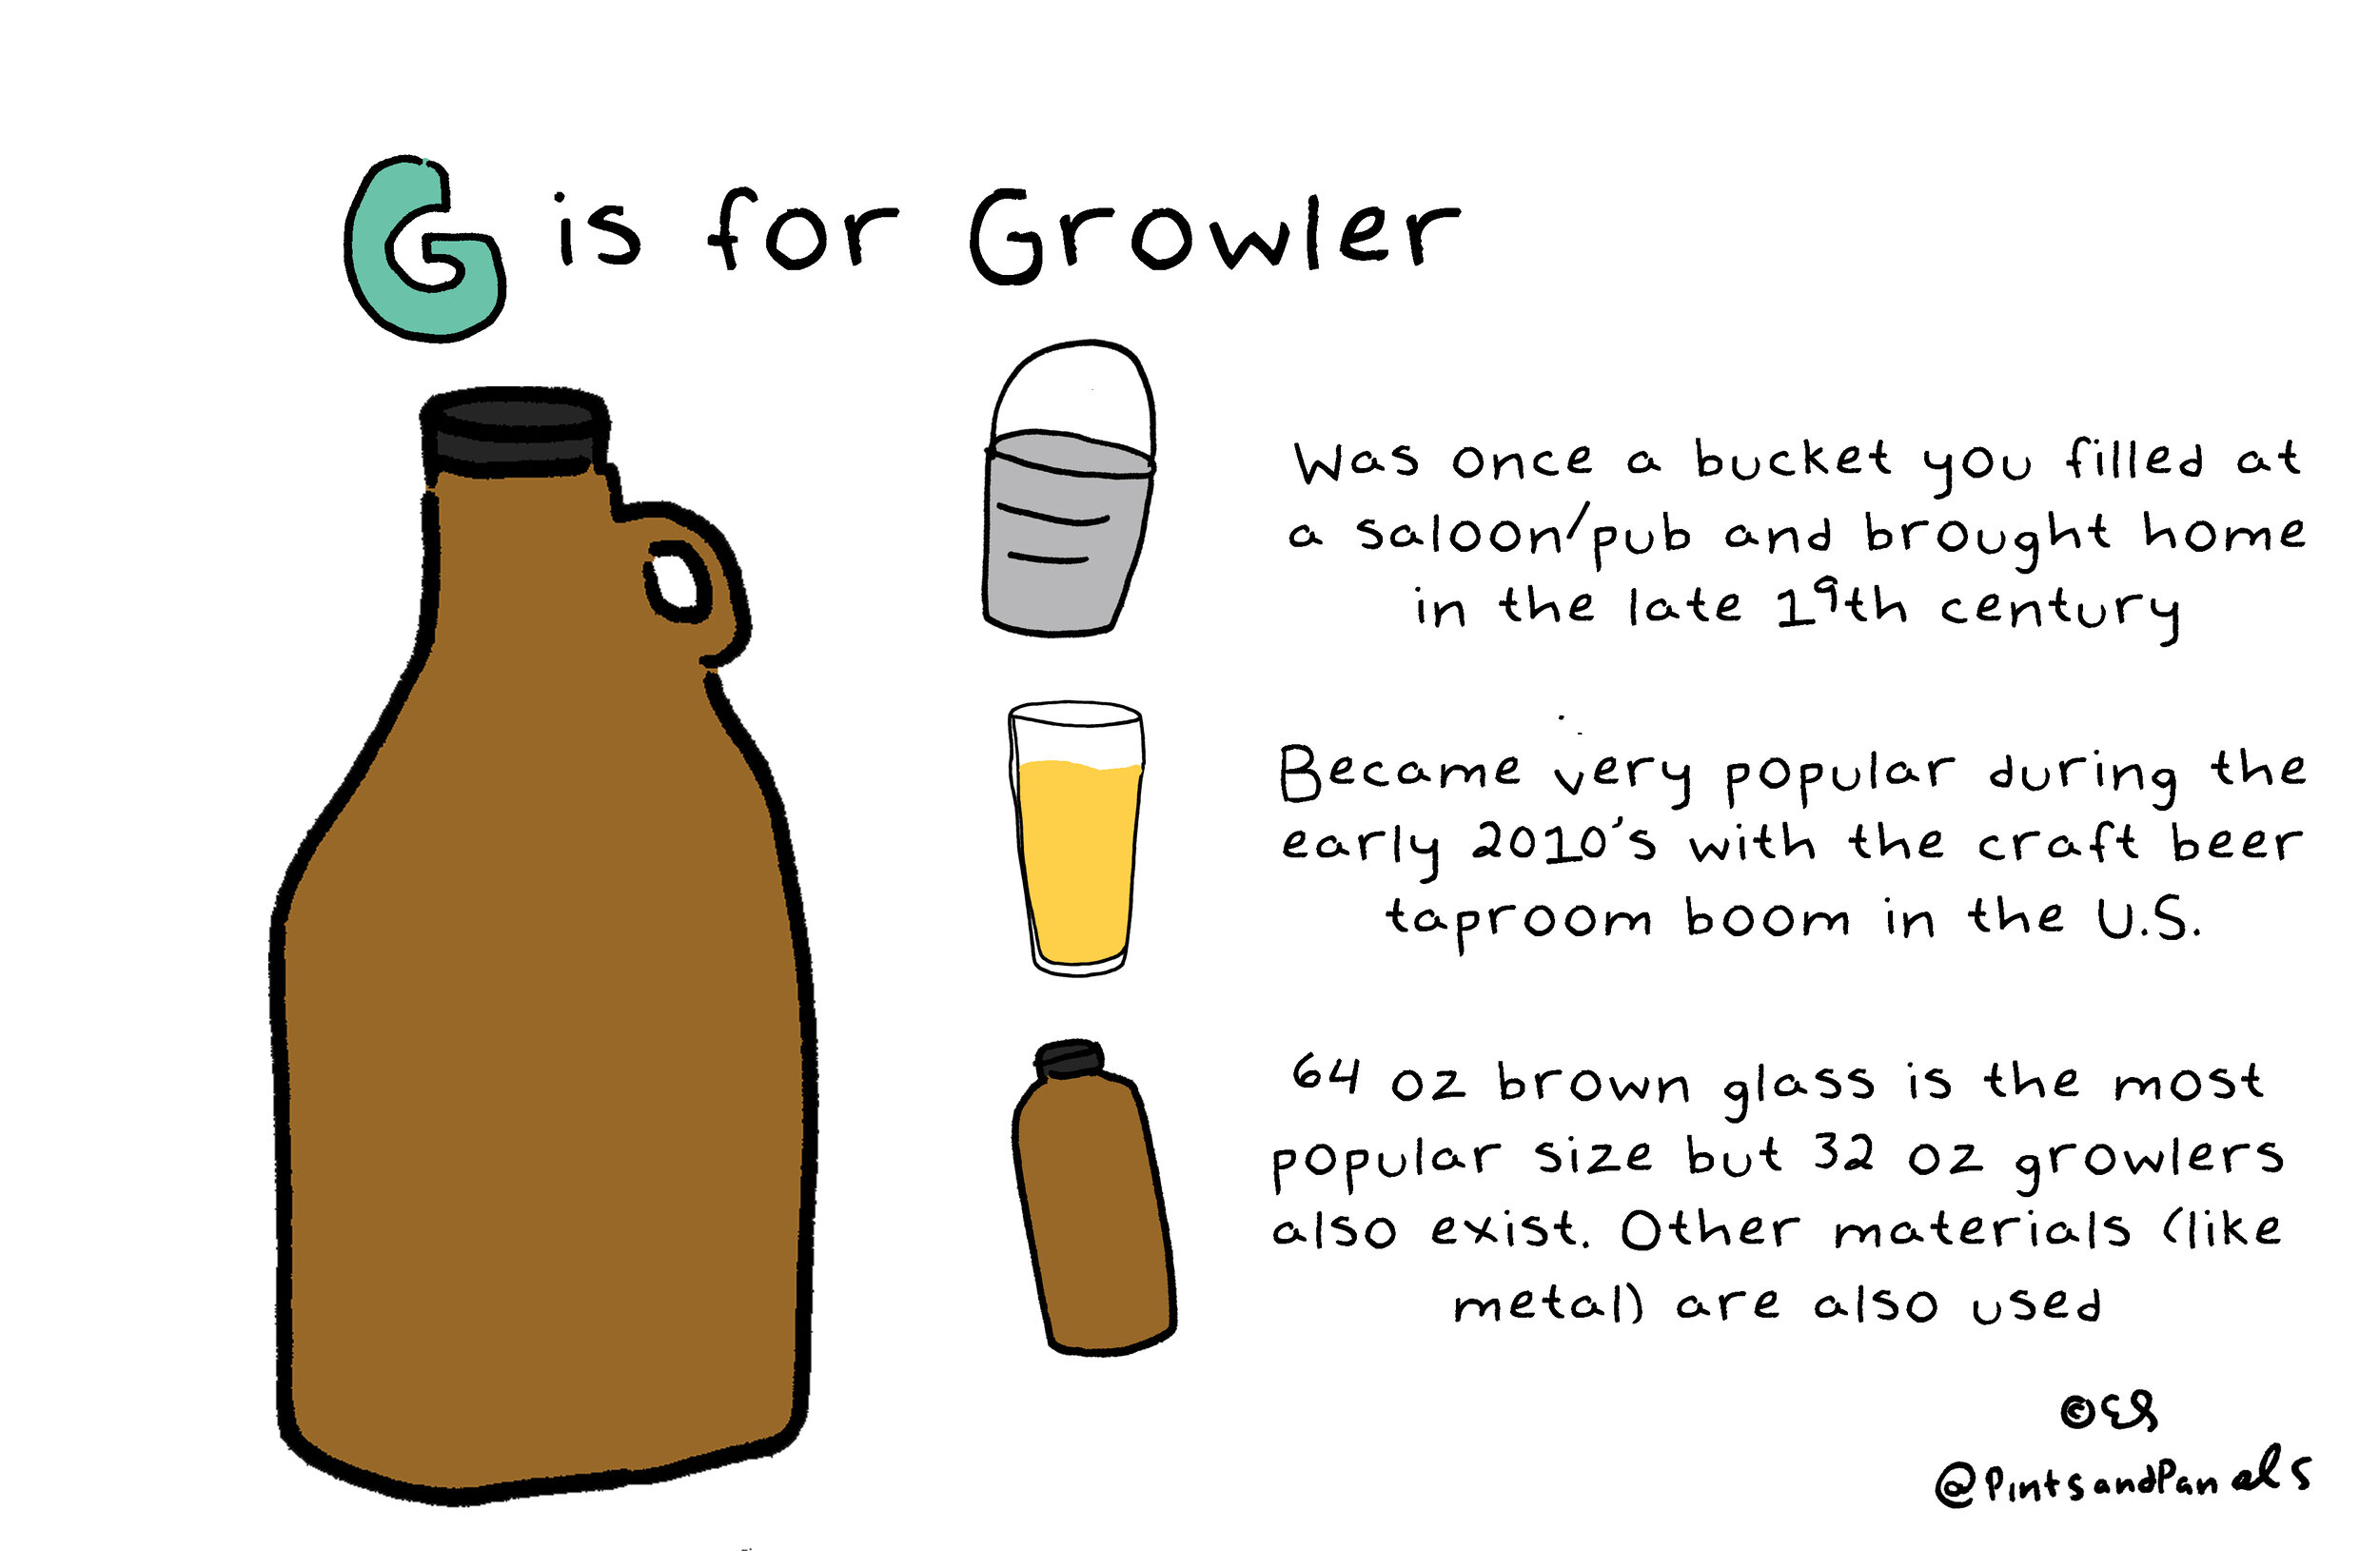 G is for Growler
Was once a bucket you filled at
a saloon/pub and brought home
in the late 19th century
Became very popular during the
early 2010's with the craft beer
taproom boom in the U.S.
64 oz brown glass is the most
popular size but 32 oz growlers
also exist. Other materials (like
metal) are also used
©ES
@PintsandPanels